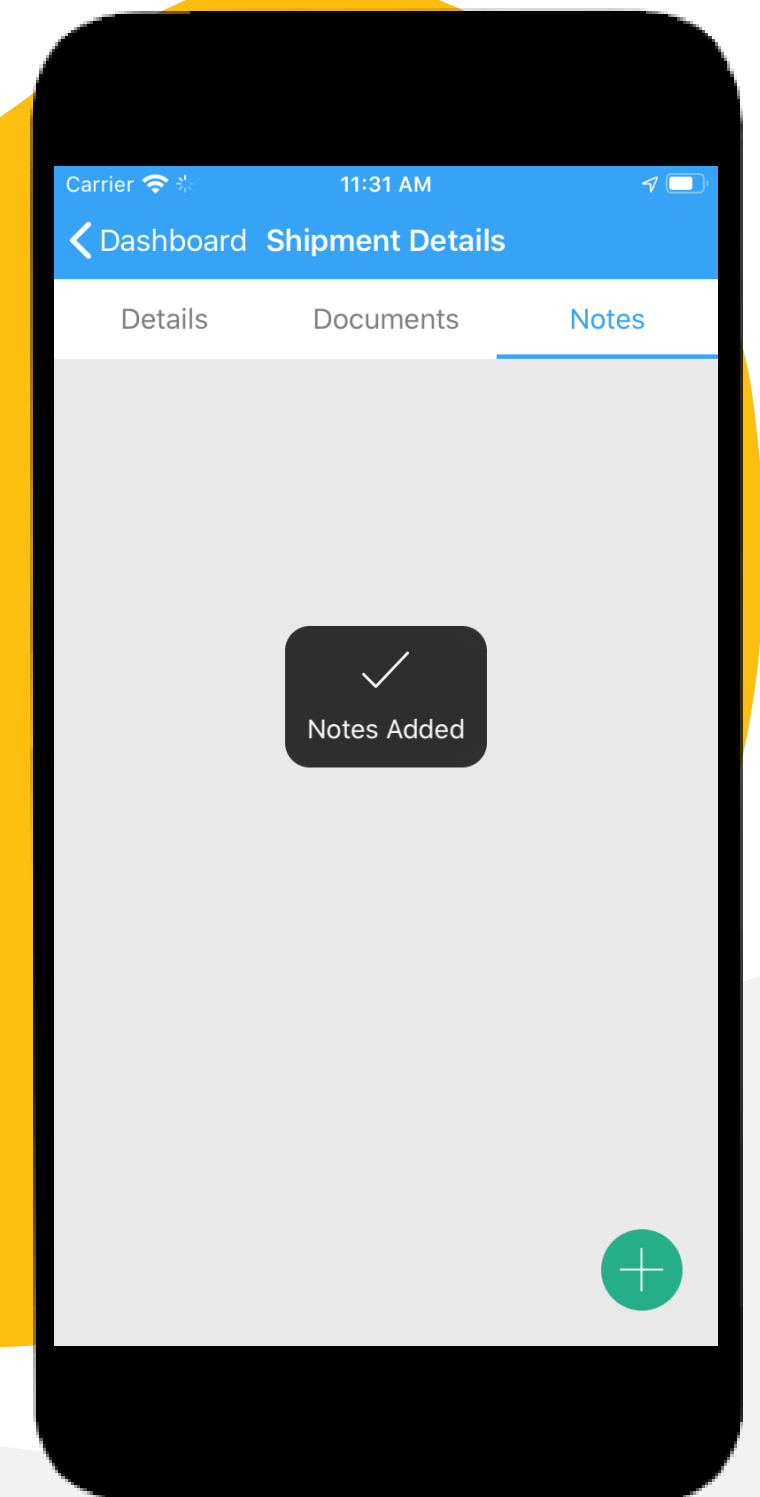 Carrier 11:31 AM
Dashboard Shipment Details
Details Documents Notes
Notes Added